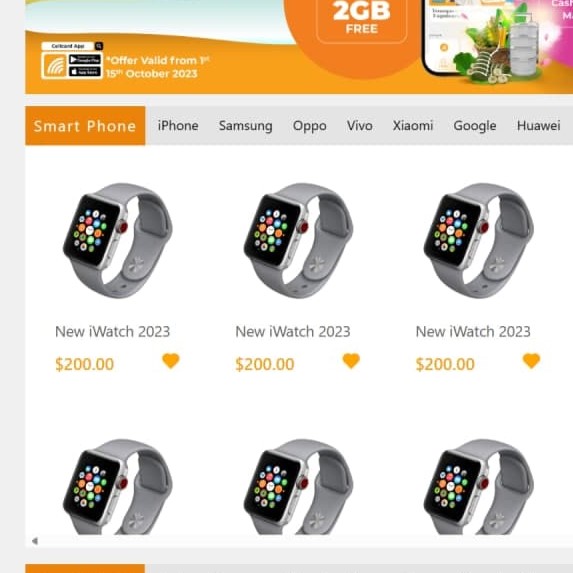 2GB
FREE
Cellcard App
*Offer Valid from 1st
15th October 2023
Smart Phone
iPhone
Samsung
Oppo
Vivo
Xiaomi
Google
Huawei
New iWatch 2023
New iWatch 2023
New iWatch 2023
$200.00
$200.00
$200.00